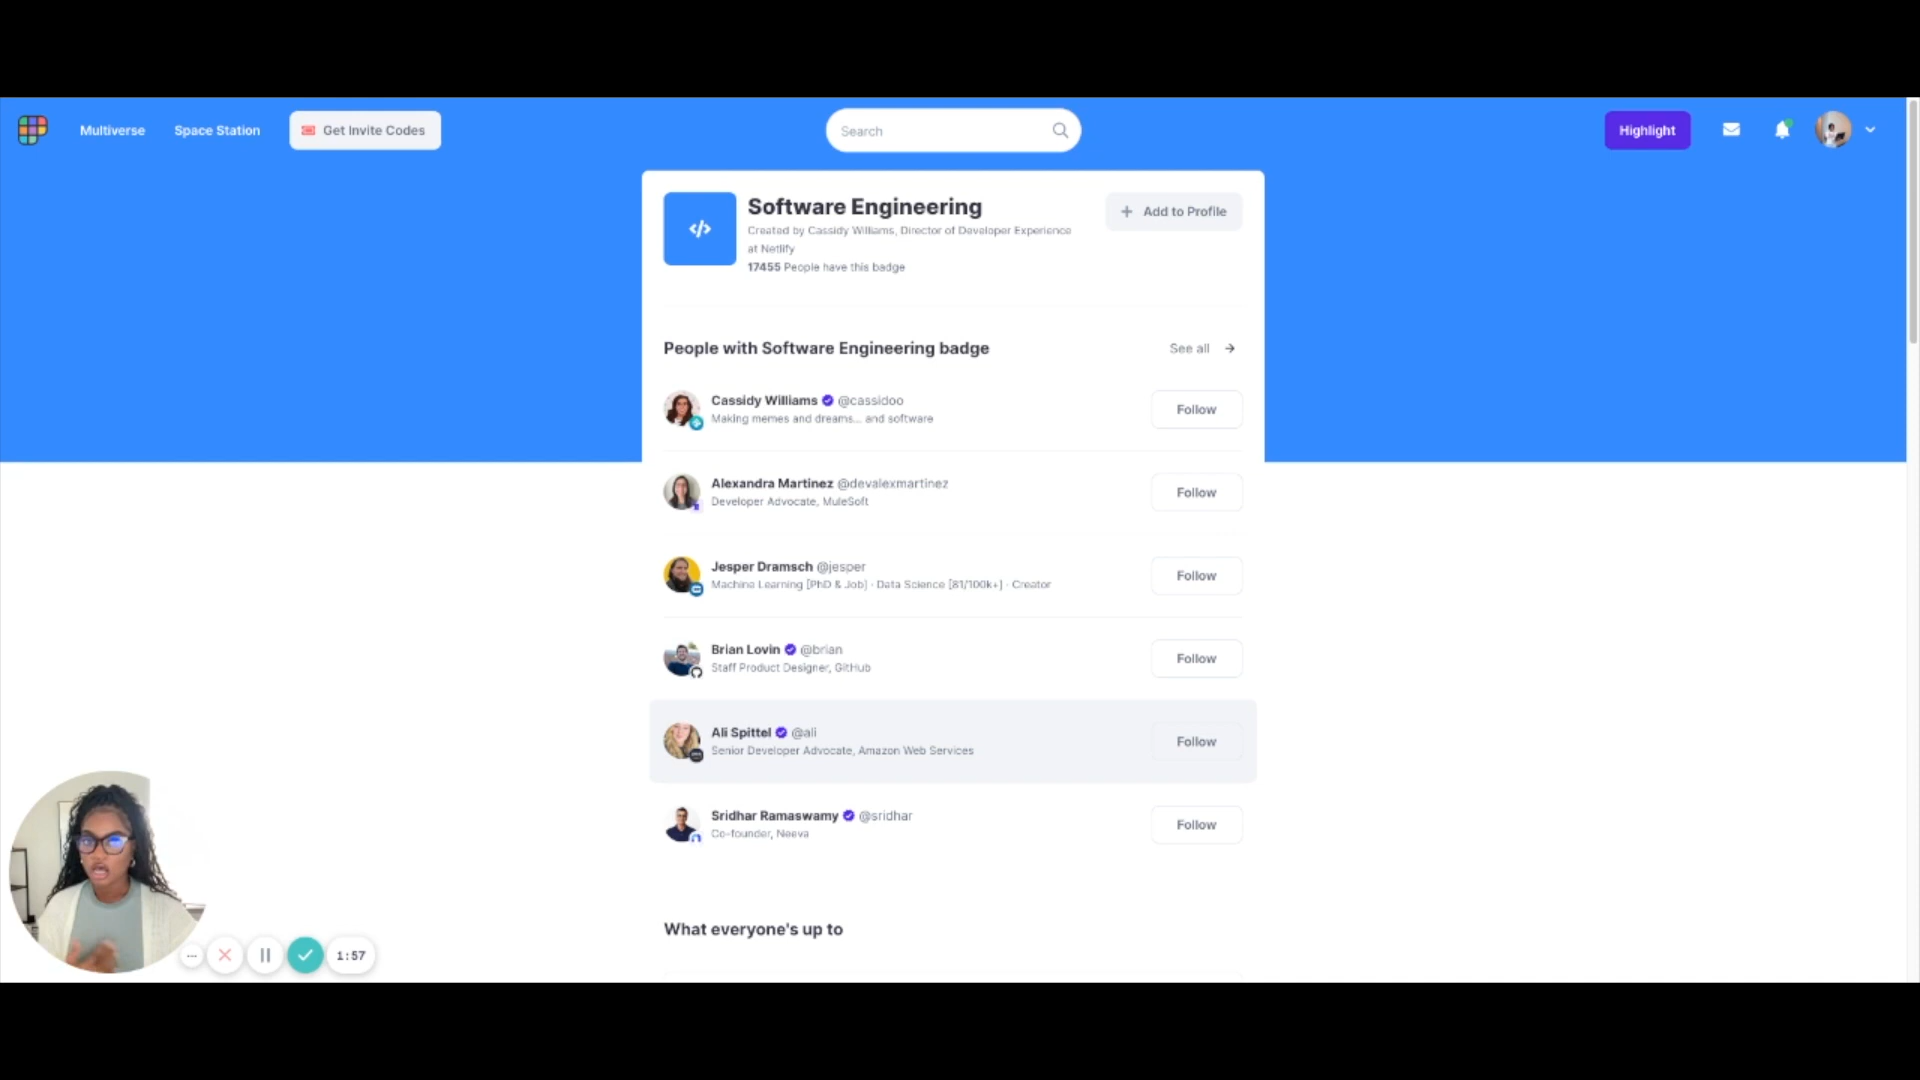 Multiverse
Space Station
Get Invite Codes
Search
Highlight
Software Engineering
Add to Profile
Created by Cassidy Williams, Director of Developer Experience
at Netlify
17455 People have this badge
People with Software Engineering badge
See all
Cassidy Williams @cassidoo
Making memes and dreams... and software
Follow
Alexandra Martinez @devalexmartinez
Developer Advocate, MuleSoft
Follow
Jesper Dramsch @jesper
Machine Learning [PhD & Job] · Data Science [81/100k+] · Creator
Follow
Brian Lovin @brian
Staff Product Designer, GitHub
Follow
Ali Spittel @ali
Senior Developer Advocate, Amazon Web Services
Follow
Sridhar Ramaswamy @sridhar
Co-founder, Neeva
Follow
What everyone's up to
1:57